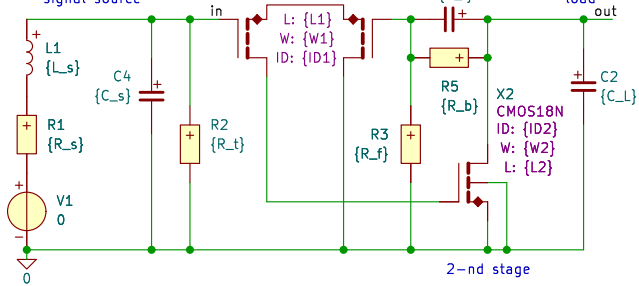 signal source
load
in
out
L1
{L_s}
C4
{C_s}
L: {L1}
W: {W1}
ID: {ID1}
R5
{R_b}
X2
CMOS18N
ID: {ID2}
W: {W2}
L: {L2}
C2
{C_L}
R1
{R_s}
R2
{R_t}
R3
{R_f}
V1
0
2-nd stage
0